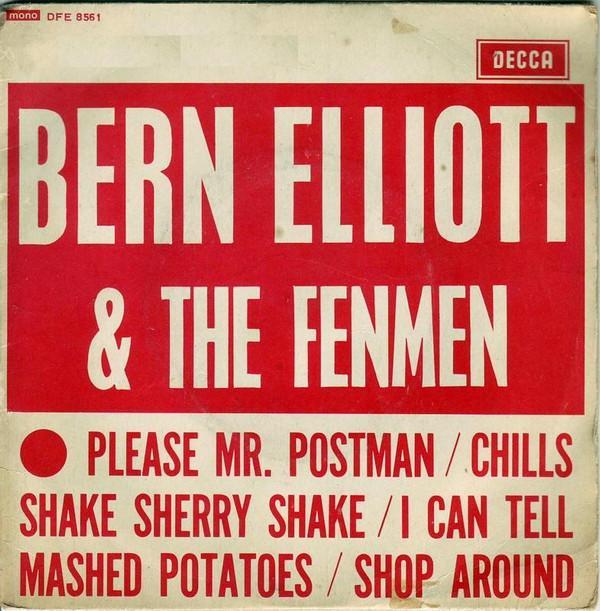 mono DFE 8561
DECCA
BERN ELLIOTT
& THE FENMEN
PLEASE MR. POSTMAN / CHILLS
SHAKE SHERRY SHAKE / I CAN TELL
MASHED POTATOES / SHOP AROUND